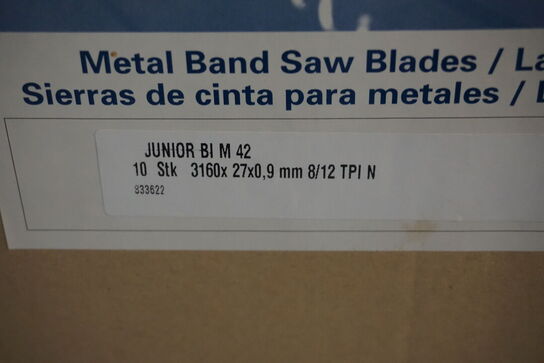 Metal Band Saw Blades /
Sierras de cinta para metales /
JUNIOR BI M 42
10 Stk 3160x 27x0,9 mm 8/12 TPI N
833622